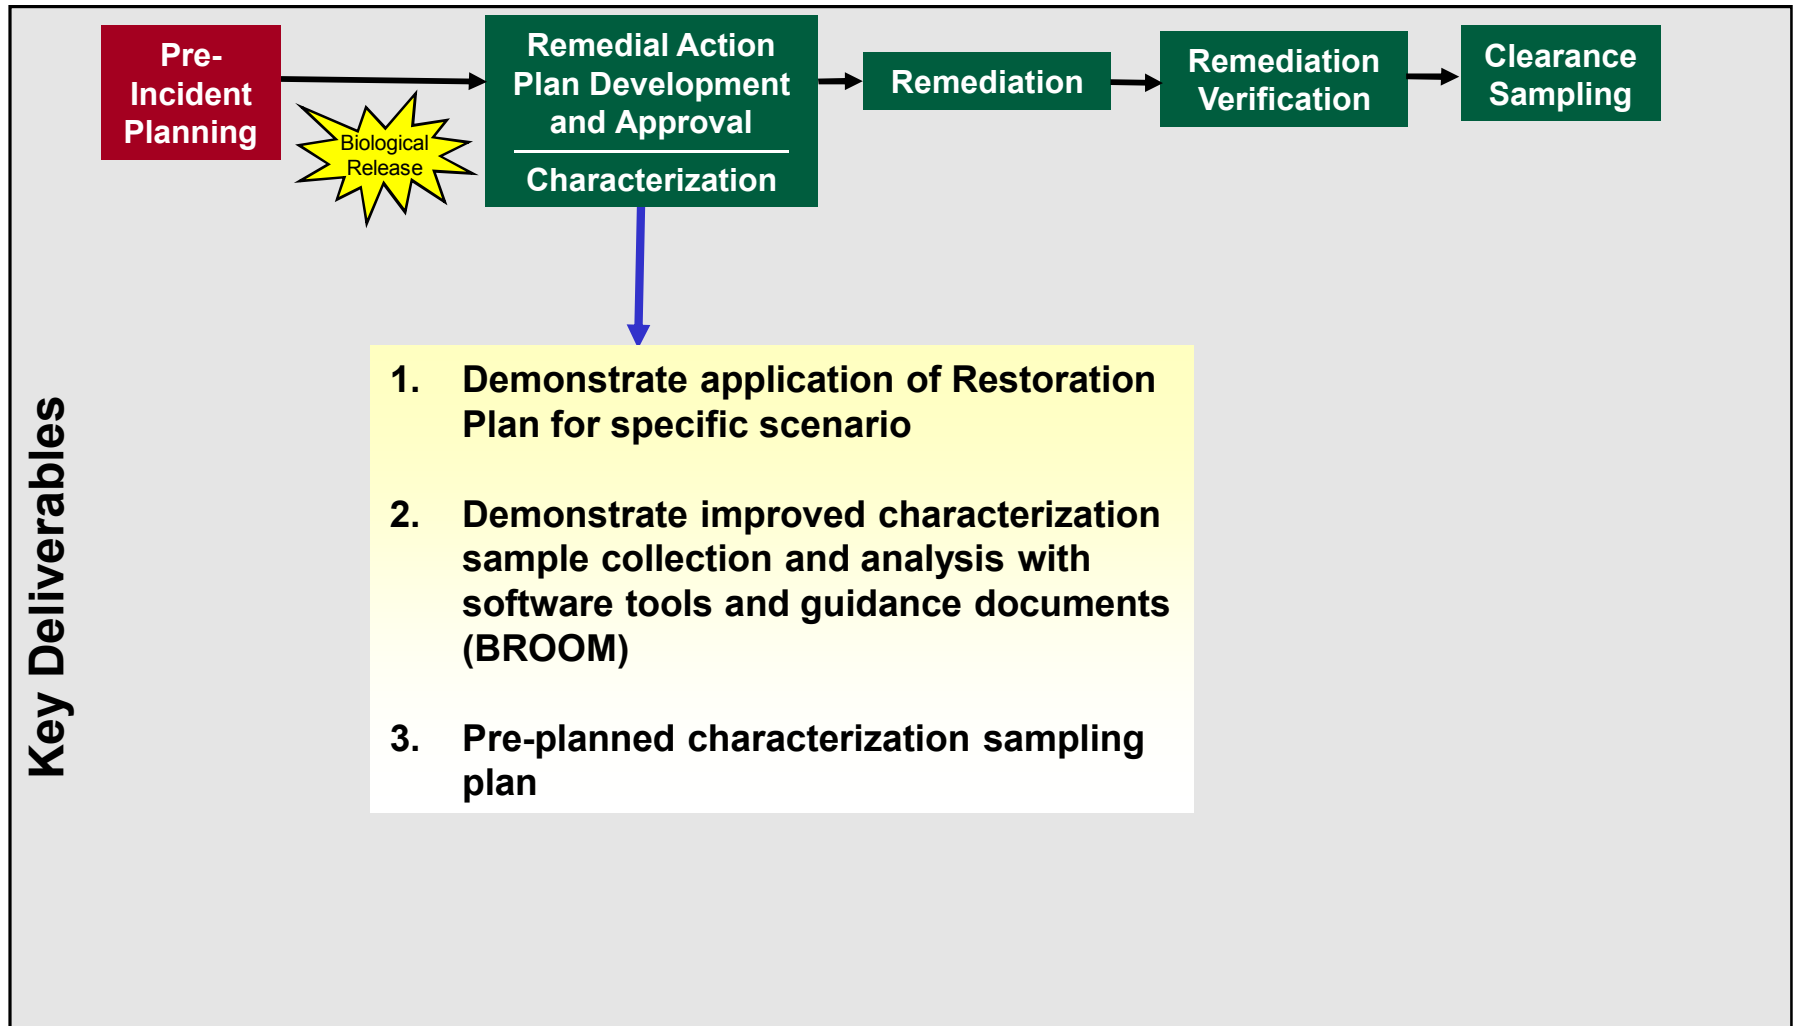 Pre-
Incident
Planning
Biological
Release
Remedial Action
Plan Development
and Approval
Characterization
Remediation
Remediation
Verification
Clearance
Sampling
Key Deliverables
1. Demonstrate application of Restoration
Plan for specific scenario
2. Demonstrate improved characterization
sample collection and analysis with
software tools and guidance documents
(BROOM)
3. Pre-planned characterization sampling
plan